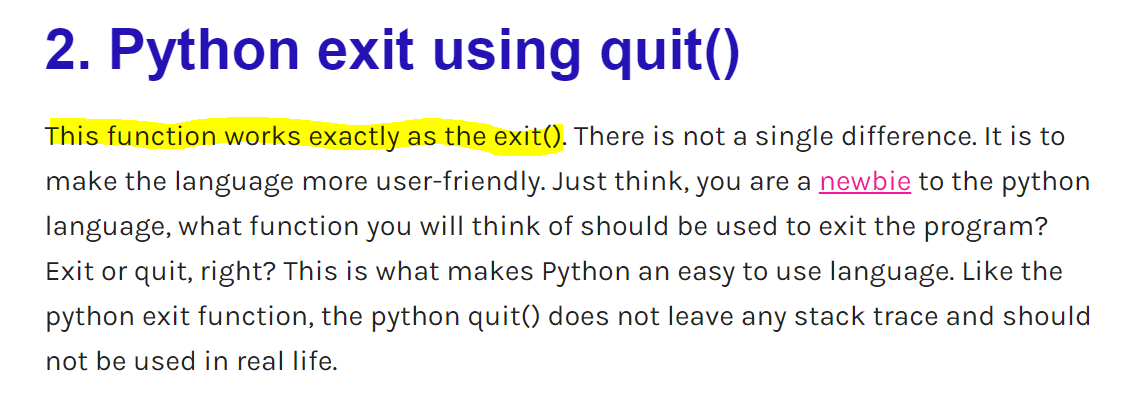 2. Python exit using quit()
This function works exactly as the exit(). There is not a single difference. It is to
make the language more user-friendly. Just think, you are a newbie to the python
language, what function you will think of should be used to exit the program?
Exit or quit, right? This is what makes Python an easy to use language. Like the
python exit function, the python quit() does not leave any stack trace and should
not be used in real life.